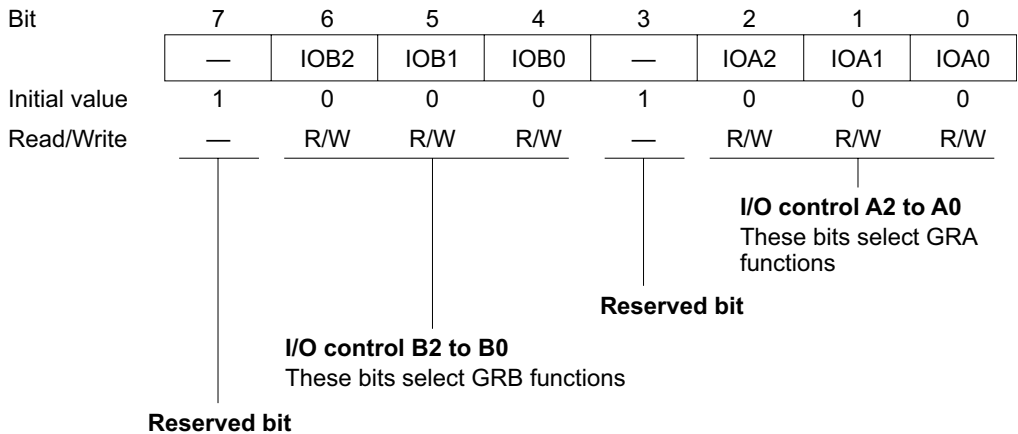 Bit 7 6 5 4 3 2 1 0
— IOB2 IOB1 IOB0 — IOA2 IOA1 IOA0
Initial value 1 0 0 0 1 0 0 0
Read/Write — R/W R/W R/W — R/W R/W R/W
I/O control A2 to A0
These bits select GRA
functions
Reserved bit
I/O control B2 to B0
These bits select GRB functions
Reserved bit